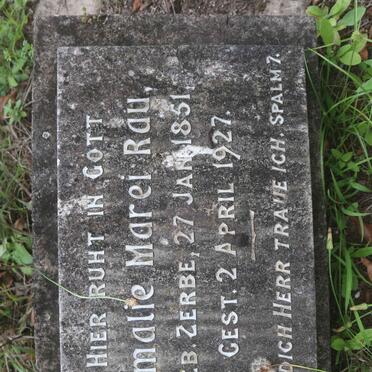 HIER RUHT IN GOTT
malie Marei Rau,
EB ZERBE, 27 JAN 1851,
GEST. 2 APRIL 1927.
DICH HERR TRAUE ICH. SPALM 7.